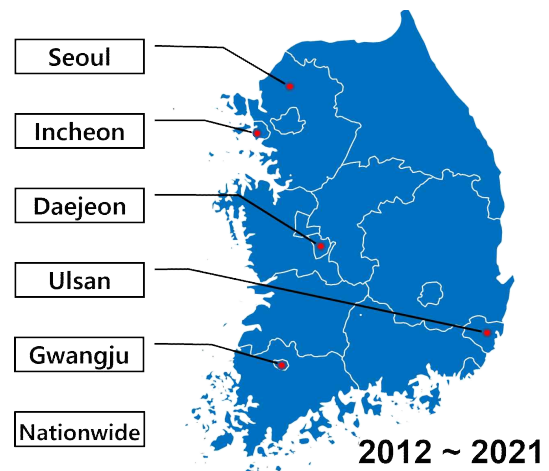 Seoul
Incheon
Daejeon
Ulsan
Gwangju
Nationwide
2012 ~ 2021